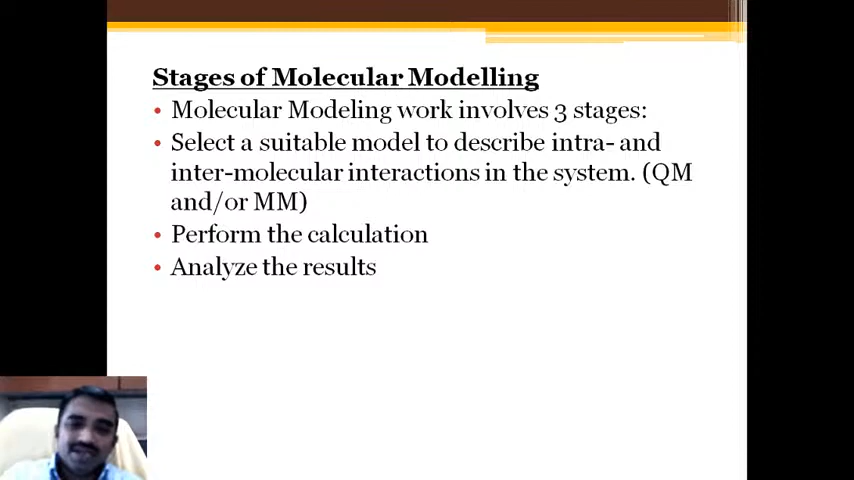 Stages of Molecular Modelling
• Molecular Modeling work involves 3 stages:
• Select a suitable model to describe intra- and
inter-molecular interactions in the system. (QM
and/or MM)
• Perform the calculation
• Analyze the results